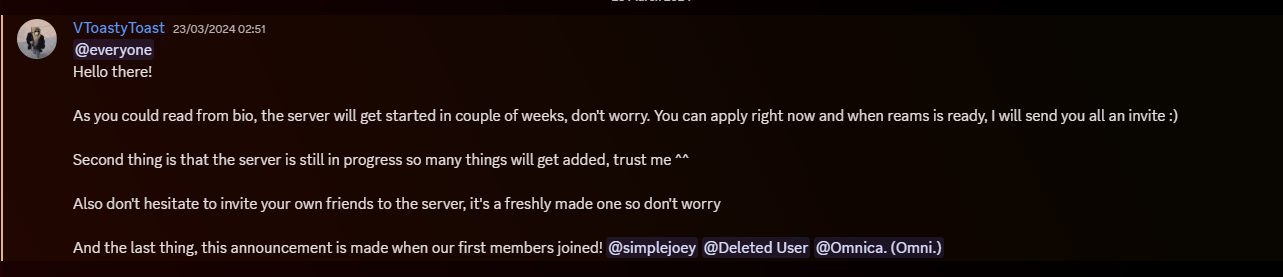 VToastyToast 23/03/2024 02:51
@everyone
Hello there!
As you could read from bio, the server will get started in couple of weeks, don't worry. You can apply right now and when reams is ready, I will send you all an invite :)
Second thing is that the server is still in progress so many things will get added, trust me ^^
Also don't hesitate to invite your own friends to the server, it's a freshly made one so don't worry
And the last thing, this announcement is made when our first members joined! @simplejoey @Deleted User @Omnica. (Omni.)